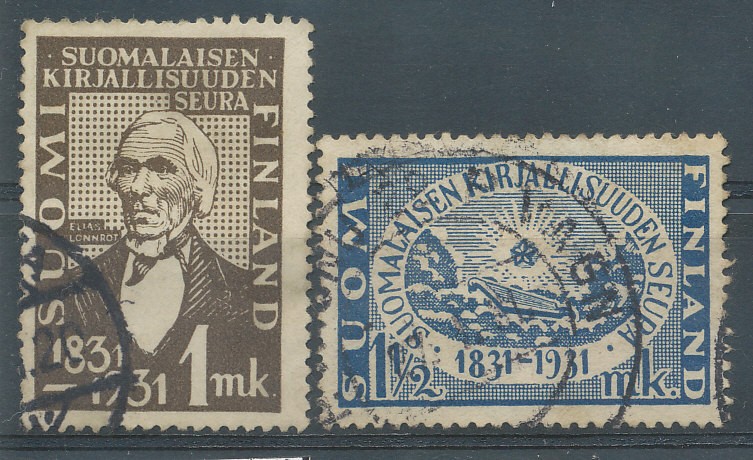 · SUOMALAISEN ·
KIRJALLISUUDEN
SEURA
SUOMI
FINLAND
ELIAS
LÖNNROT
1831
1931
1 mk.
· SUOMALAISEN KIRJALLISUUDEN SEURA ·
SUOMI
FINLAND
1831-1931
1½ mk.